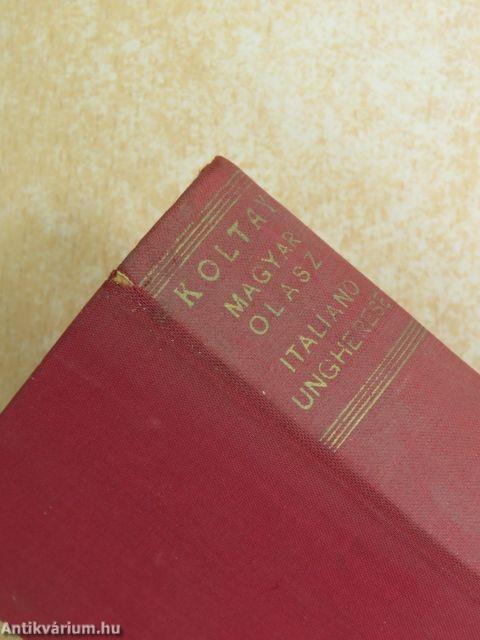 KOLTAY
MAGYAR
OLASZ
ITALIANO
UNGHERESE
Antikvárium.hu